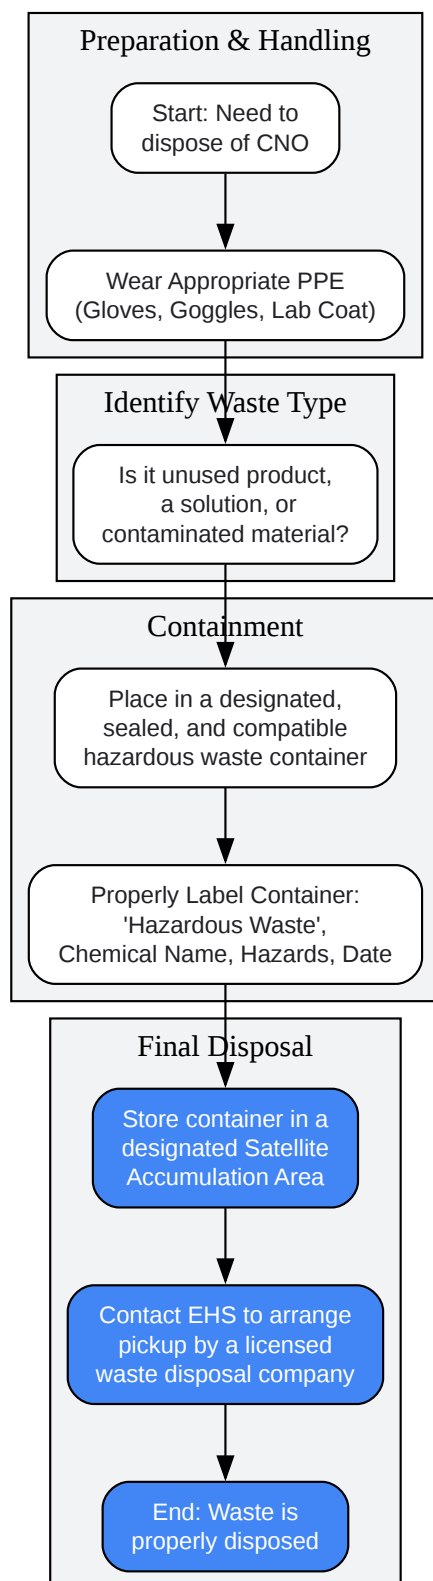 Preparation & Handling
Start: Need to
dispose of CNO
Wear Appropriate PPE
(Gloves, Goggles, Lab Coat)
Identify Waste Type
Is it unused product,
a solution, or
contaminated material?
Containment
Place in a designated,
sealed, and compatible
hazardous waste container
Properly Label Container:
'Hazardous Waste',
Chemical Name, Hazards, Date
Final Disposal
Store container in a
designated Satellite
Accumulation Area
Contact EHS to arrange
pickup by a licensed
waste disposal company
End: Waste is
properly disposed